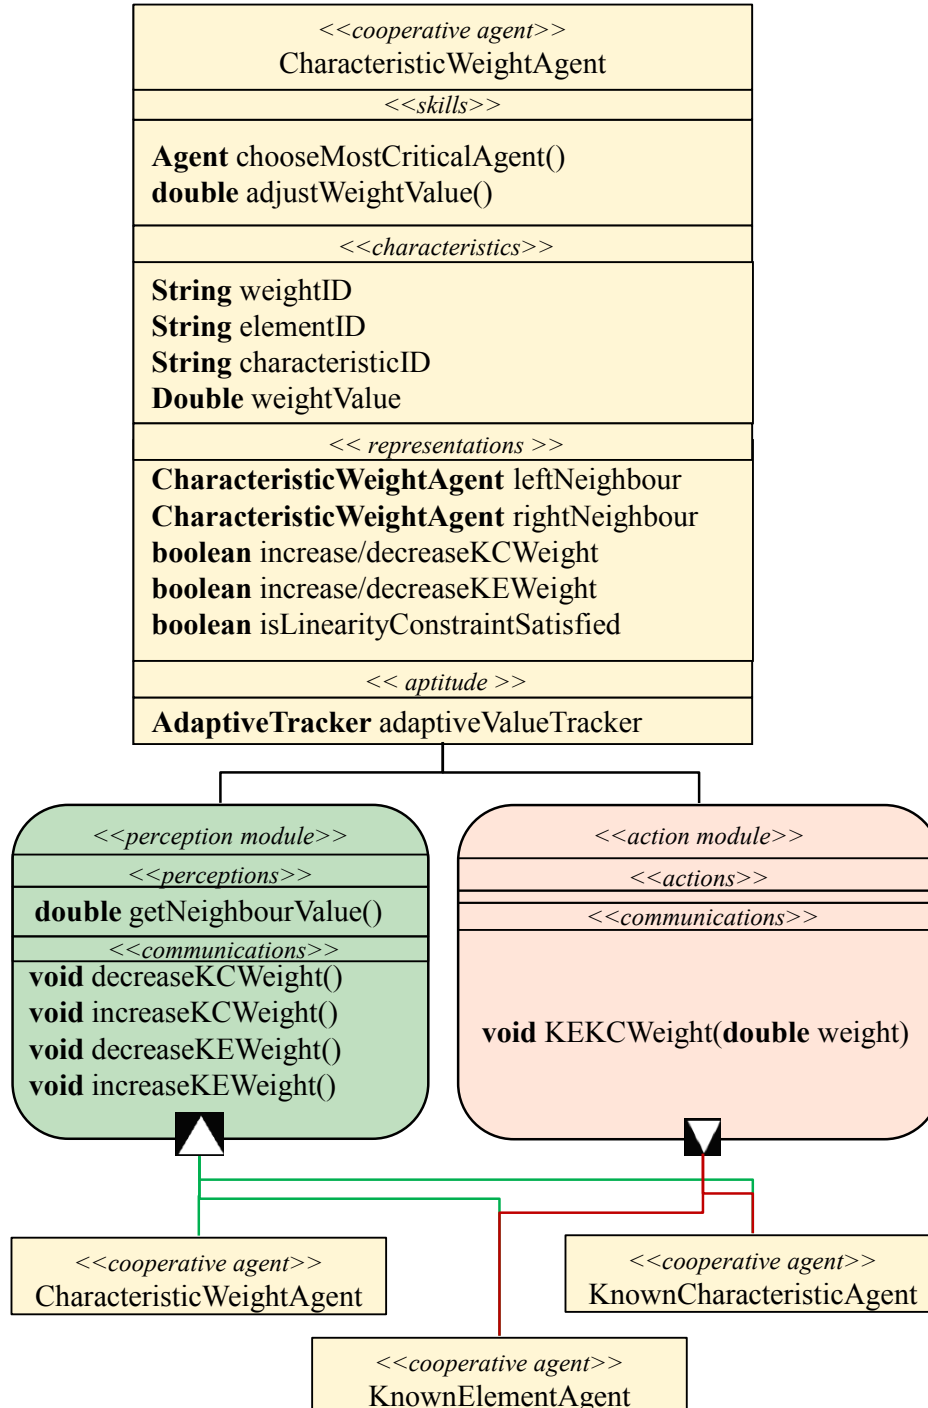 <<cooperative agent>>
CharacteristicWeightAgent
<<skills>>
Agent chooseMostCriticalAgent()
double adjustWeightValue()
<<characteristics>>
String weightID
String elementID
String characteristicID
Double weightValue
<< representations >>
CharacteristicWeightAgent leftNeighbour
CharacteristicWeightAgent rightNeighbour
boolean increase/decreaseKCWeight
boolean increase/decreaseKEWeight
boolean isLinearityConstraintSatisfied
<< aptitude >>
AdaptiveTracker adaptiveValueTracker
<<perception module>>
<<perceptions>>
double getNeighbourValue()
<<communications>>
void decreaseKCWeight()
void increaseKCWeight()
void decreaseKEWeight()
void increaseKEWeight()
<<action module>>
<<actions>>
<<communications>>
void KEKCWeight(double weight)
<<cooperative agent>>
CharacteristicWeightAgent
<<cooperative agent>>
KnownCharacteristicAgent
<<cooperative agent>>
KnownElementAgent